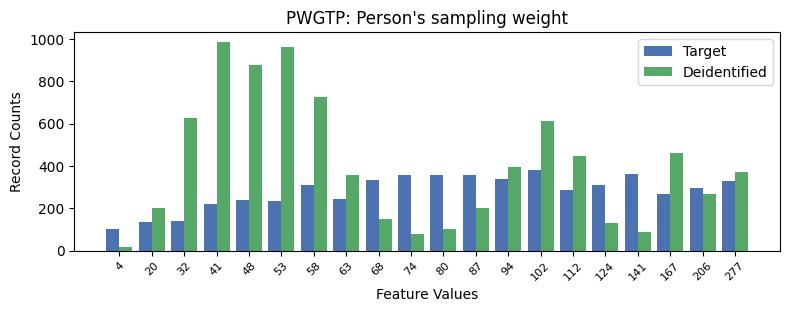 PWGTP: Person's sampling weight
Record Counts
1000
800
600
400
200
0
Target
Deidentified
4 20 32 41 48 53 58 63 68 74 80 87 94 102 112 124 141 167 206 277
Feature Values